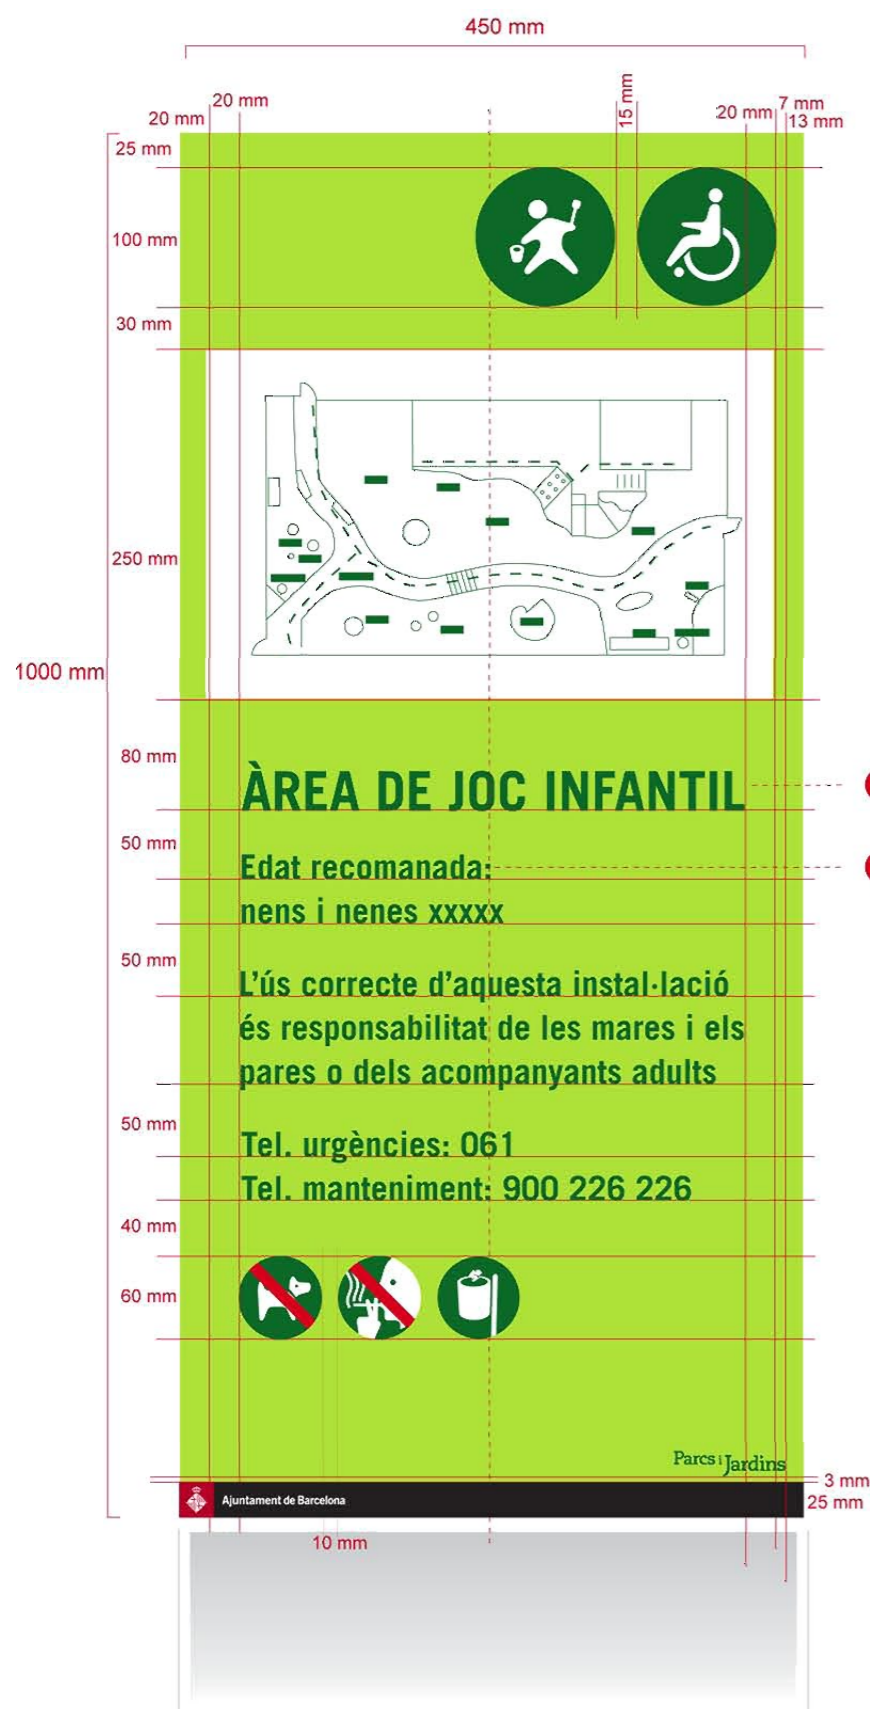 450 mm
20 mm
15 mm
7 mm
20 mm
20 mm
13 mm
25 mm
100 mm
30 mm
250 mm
1000 mm
80 mm
ÀREA DE JOC INFANTIL
50 mm
Edat recomanada:
nens i nenes xxxxx
50 mm
L'ús correcte d'aquesta instal·lació
és responsabilitat de les mares i els
pares o dels acompanyants adults
50 mm
Tel. urgències: 061
Tel. manteniment: 900 226 226
40 mm
60 mm
Parcs i Jardins
3 mm
Ajuntament de Barcelona
25 mm
10 mm